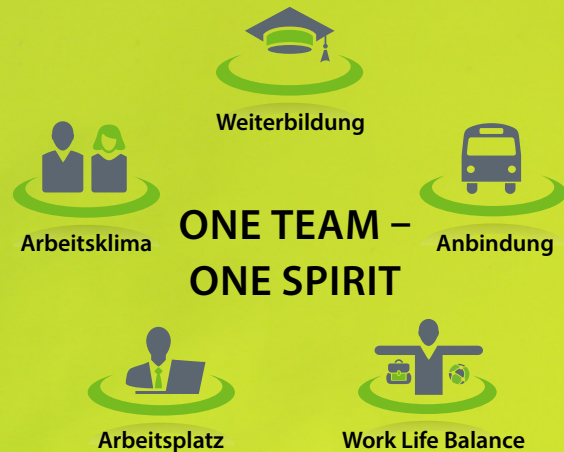 Weiterbildung
Arbeitsklima
ONE TEAM –
ONE SPIRIT
Anbindung
Arbeitsplatz
Work Life Balance